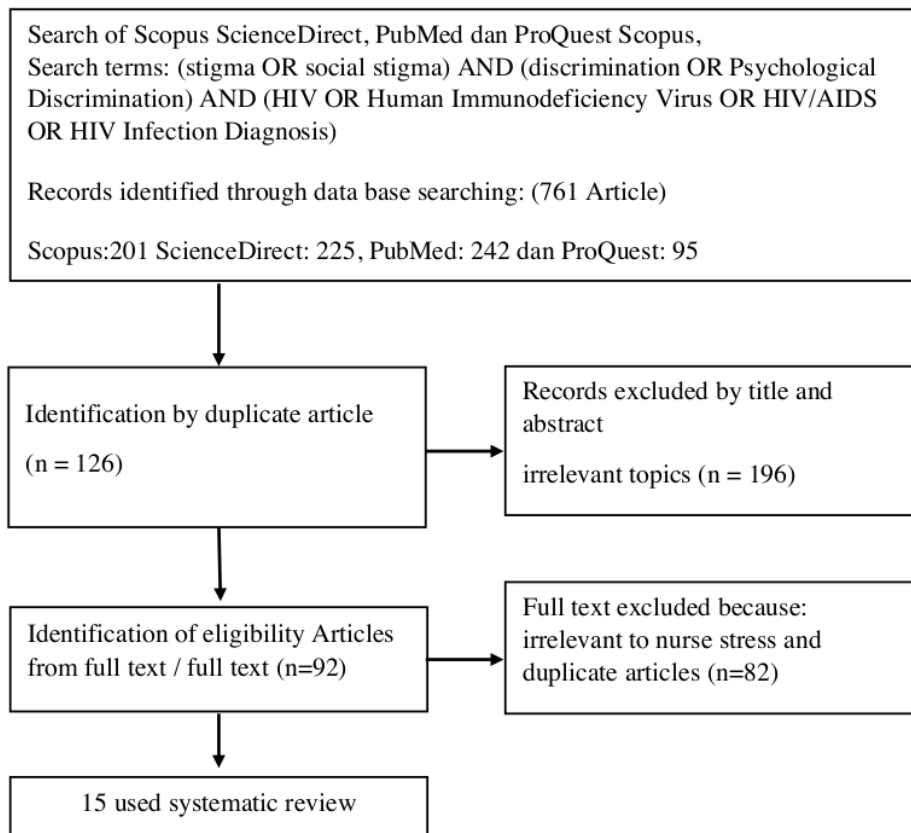 Search of Scopus ScienceDirect, PubMed dan ProQuest Scopus,
Search terms: (stigma OR social stigma) AND (discrimination OR Psychological
Discrimination) AND (HIV OR Human Immunodeficiency Virus OR HIV/AIDS
OR HIV Infection Diagnosis)
Records identified through data base searching: (761 Article)
Scopus:201 ScienceDirect: 225, PubMed: 242 dan ProQuest: 95
Identification by duplicate article
(n = 126)
Records excluded by title and
abstract
irrelevant topics (n = 196)
Identification of eligibility Articles
from full text / full text (n=92)
Full text excluded because:
irrelevant to nurse stress and
duplicate articles (n=82)
15 used systematic review